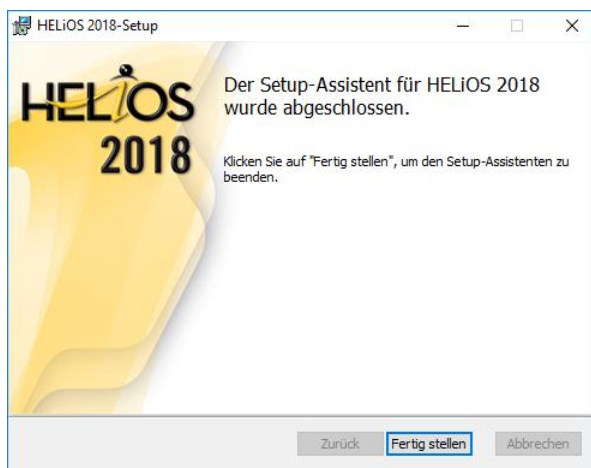 HELiOS 2018-Setup
HELiOS
2018
Der Setup-Assistent für HELiOS 2018
wurde abgeschlossen.
Klicken Sie auf "Fertig stellen", um den Setup-Assistenten zu
beenden.
Zurück Fertig stellen Abbrechen